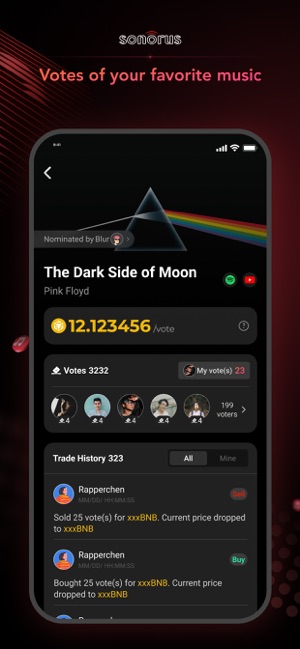 sonorus
Votes of your favorite music
9:41
Nominated by Blur
The Dark Side of Moon
Pink Floyd
12.123456 /vote
Votes 3232
My vote(s) 23
4 4 4 4 4
199
voters
Trade History 323
All Mine
Rapperchen
MM/DD/ HH:MM:SS
Sell
Sold 25 vote(s) for xxxBNB. Current price dropped
to xxxBNB
Rapperchen
MM/DD/ HH:MM:SS
Buy
Bought 25 vote(s) for xxxBNB. Current price
dropped to xxxBNB